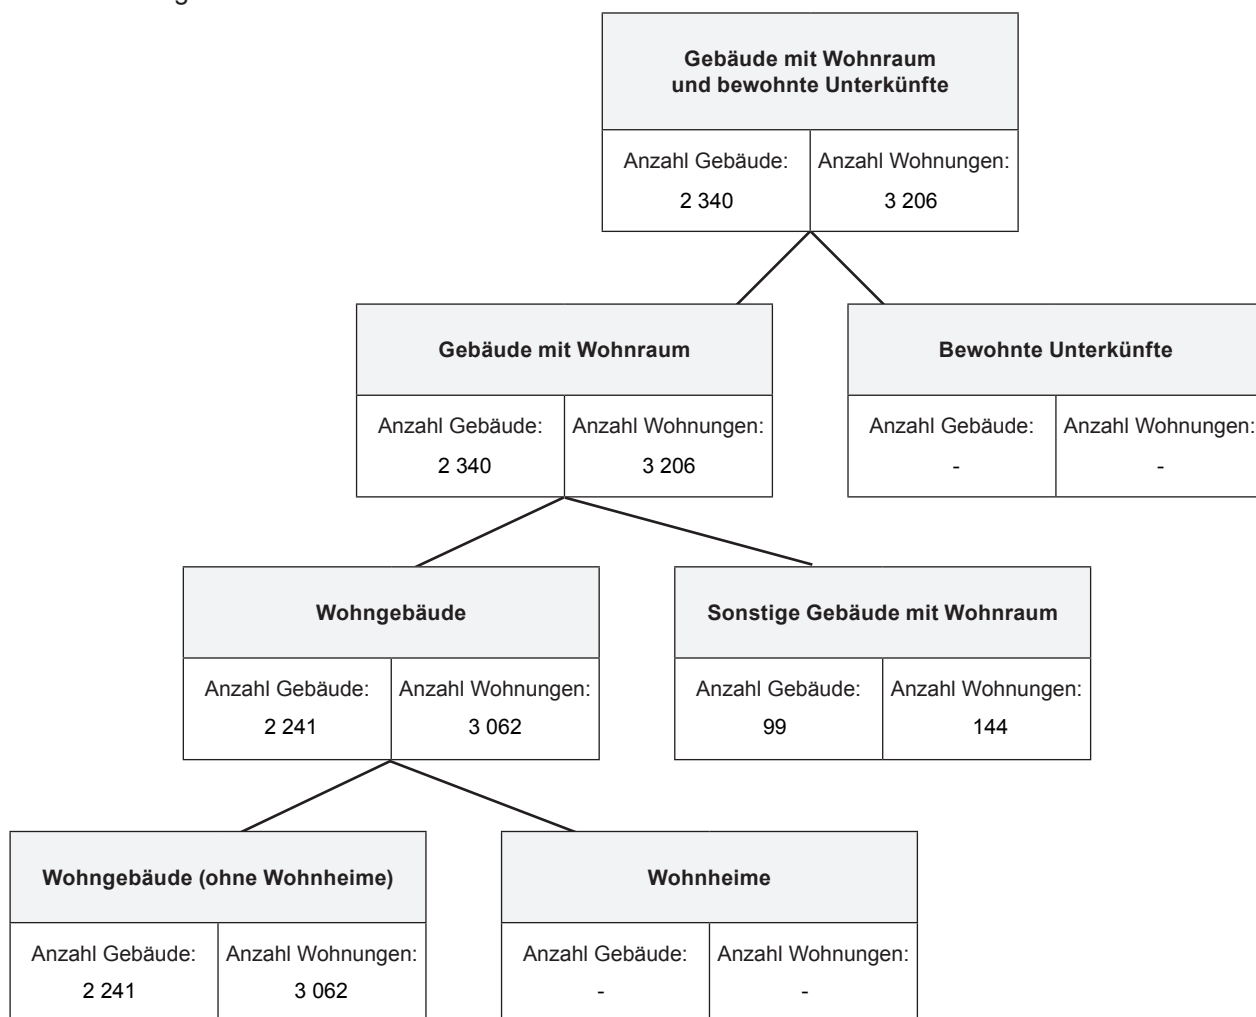 Gebäude mit Wohnraum
und bewohnte Unterkünfte
Anzahl Gebäude: Anzahl Wohnungen:
2 340 3 206
Gebäude mit Wohnraum
Anzahl Gebäude: Anzahl Wohnungen:
2 340 3 206
Bewohnte Unterkünfte
Anzahl Gebäude: Anzahl Wohnungen:
- -
Wohngebäude
Anzahl Gebäude: Anzahl Wohnungen:
2 241 3 062
Sonstige Gebäude mit Wohnraum
Anzahl Gebäude: Anzahl Wohnungen:
99 144
Wohngebäude (ohne Wohnheime)
Anzahl Gebäude: Anzahl Wohnungen:
2 241 3 062
Wohnheime
Anzahl Gebäude: Anzahl Wohnungen:
- -